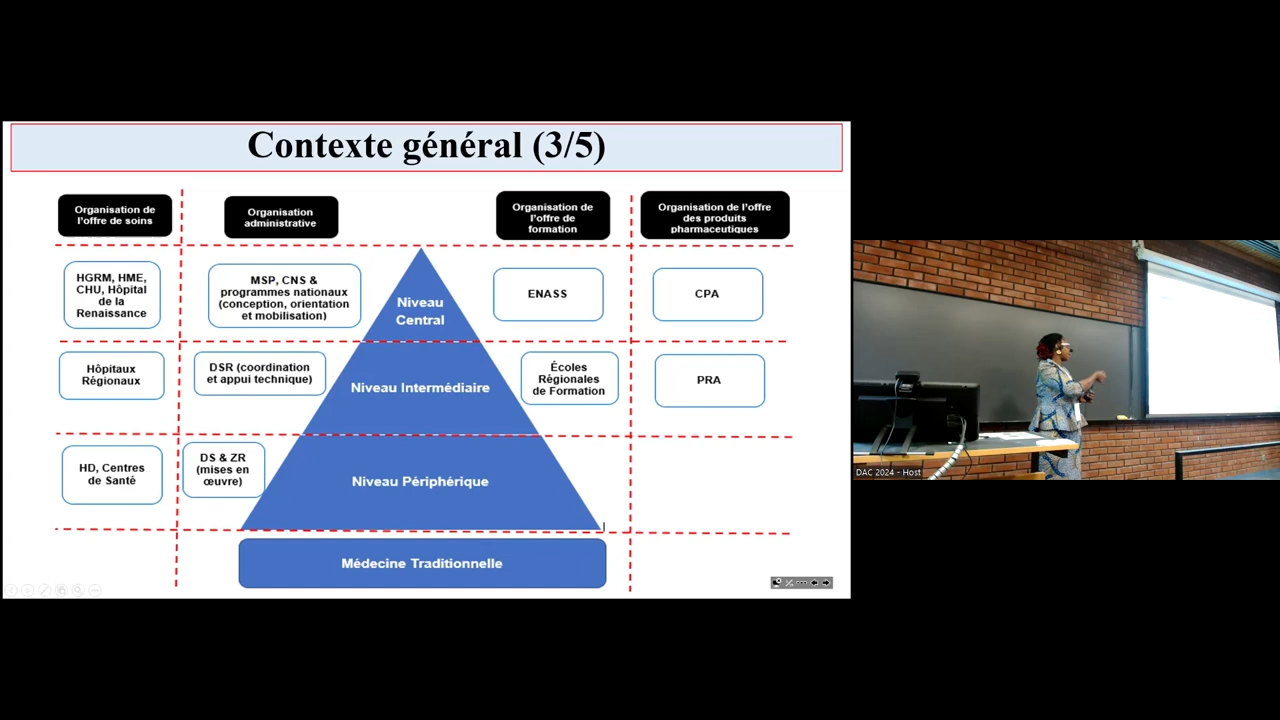 Contexte général (3/5)
Organisation de
l'offre de soins
Organisation
administrative
Organisation de
l'offre de
formation
Organisation de l'offre
des produits
pharmaceutiques
HGRM, HME,
CHU, Hôpital
de la
Renaissance
MSP, CNS &
programmes nationaux
(conception, orientation
et mobilisation)
Niveau
Central
ENASS
CPA
Hôpitaux
Régionaux
DSR (coordination
et appui technique)
Niveau Intermédiaire
Écoles
Régionales
de Formation
PRA
HD, Centres
de Santé
DS & ZR
(mises en
œuvre)
Niveau Périphérique
Médecine Traditionnelle
DAC 2024 - Host